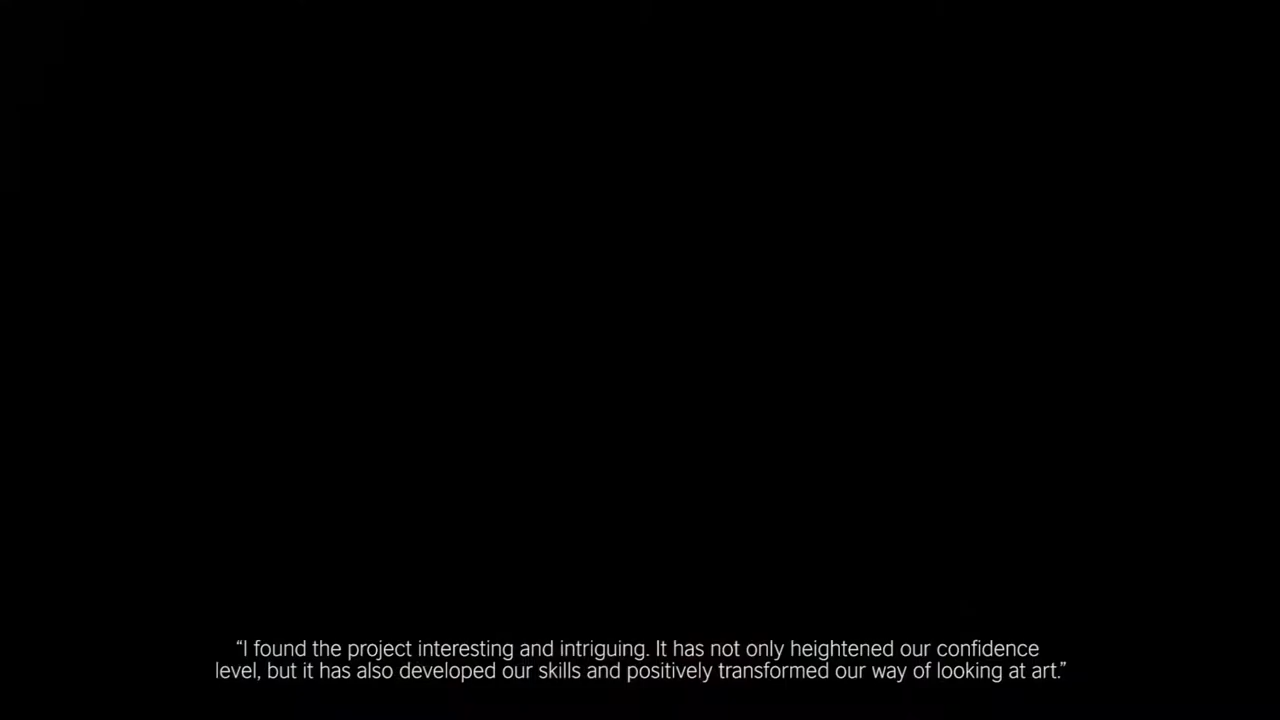 “I found the project interesting and intriguing. It has not only heightened our confidence
level, but it has also developed our skills and positively transformed our way of looking at art.”